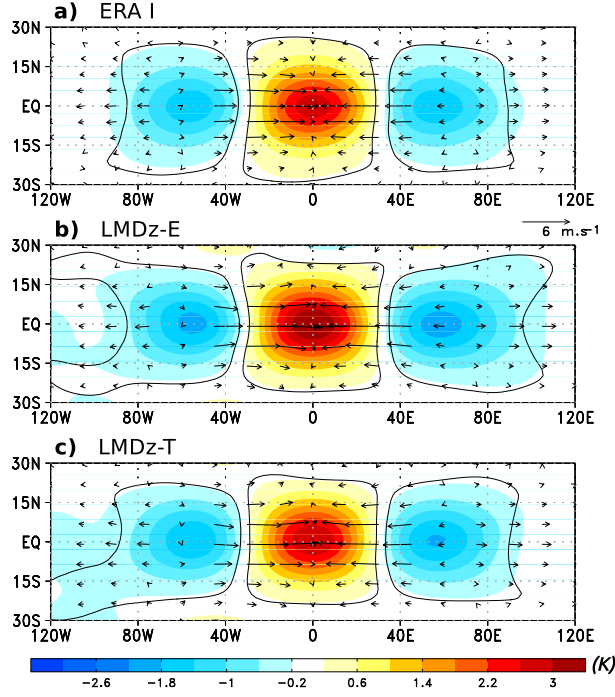 a) ERA I
30N
15N
EQ
15S
30S
120W 80W 40W 0 40E 80E 120E
6 m.s-1
b) LMDz-E
30N
15N
EQ
15S
30S
120W 80W 40W 0 40E 80E 120E
c) LMDz-T
30N
15N
EQ
15S
30S
120W 80W 40W 0 40E 80E 120E
-2.6 -1.8 -1 -0.2 0.6 1.4 2.2 3 (K)